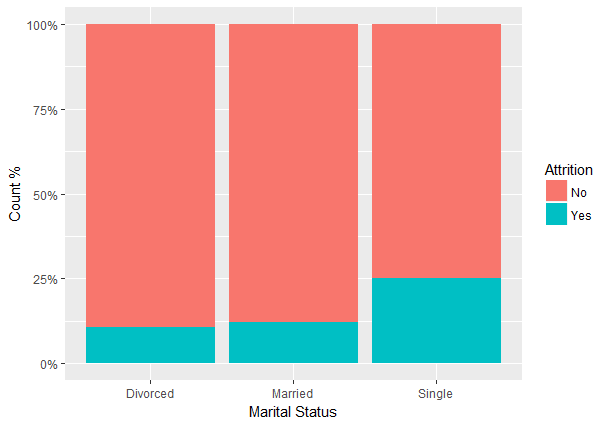 100%
75%
50%
25%
0%
Count %
Divorced Married Single
Marital Status
Attrition
No
Yes